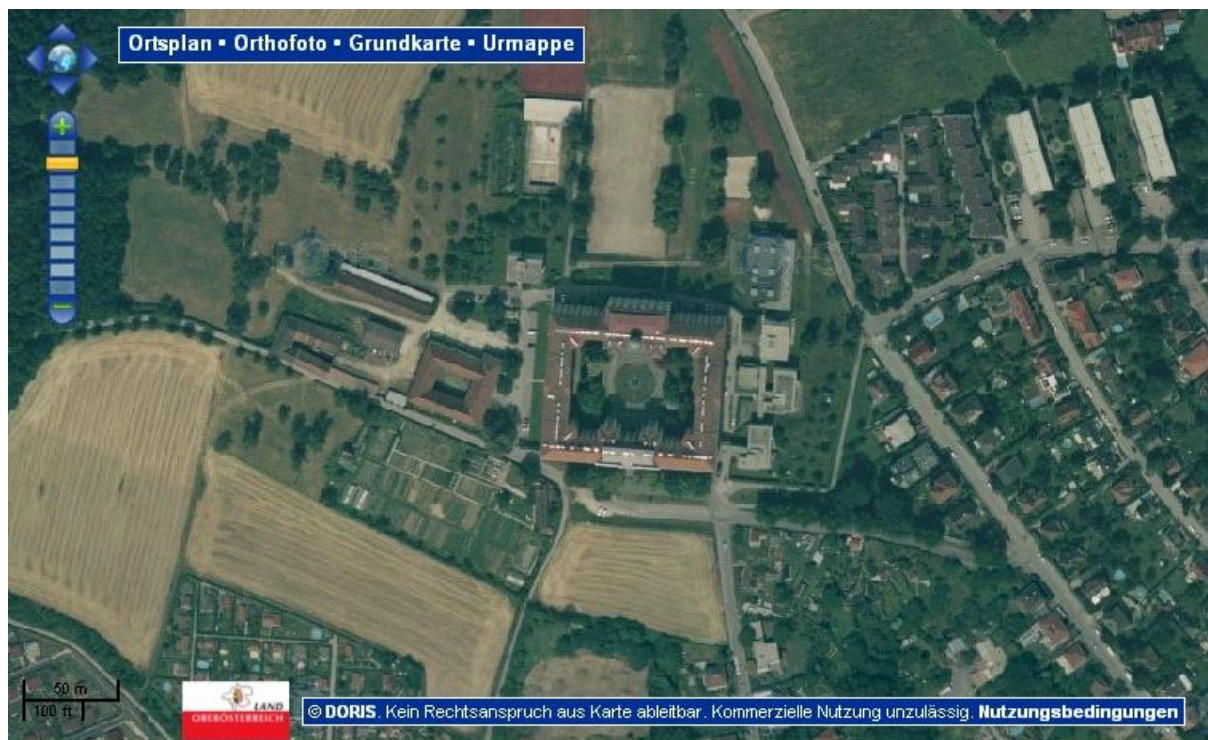 Ortsplan ▪ Orthofoto ▪ Grundkarte ▪ Urmappe
50 m
100 ft
LAND
OBERÖSTERREICH
© DORIS. Kein Rechtsanspruch aus Karte ableitbar. Kommerzielle Nutzung unzulässig. Nutzungsbedingungen